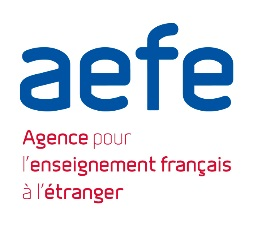 aefe
Agence pour
l'enseignement français
à l'étranger